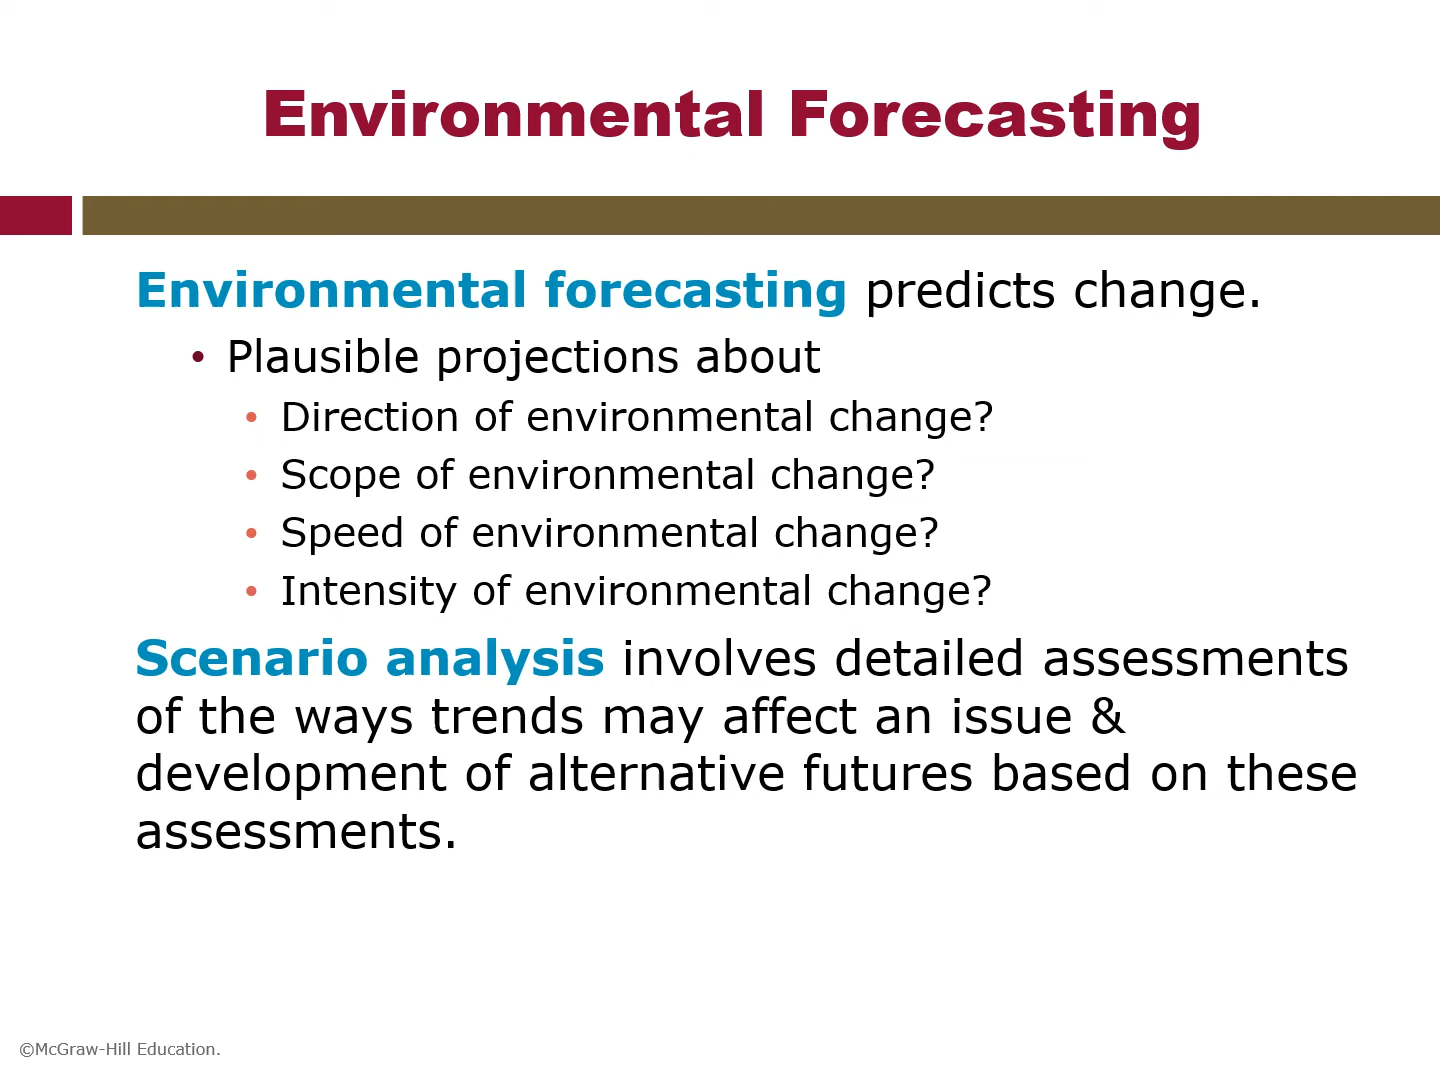 Environmental Forecasting
Environmental forecasting predicts change.
• Plausible projections about
• Direction of environmental change?
• Scope of environmental change?
• Speed of environmental change?
• Intensity of environmental change?
Scenario analysis involves detailed assessments
of the ways trends may affect an issue &
development of alternative futures based on these
assessments.
©McGraw-Hill Education.